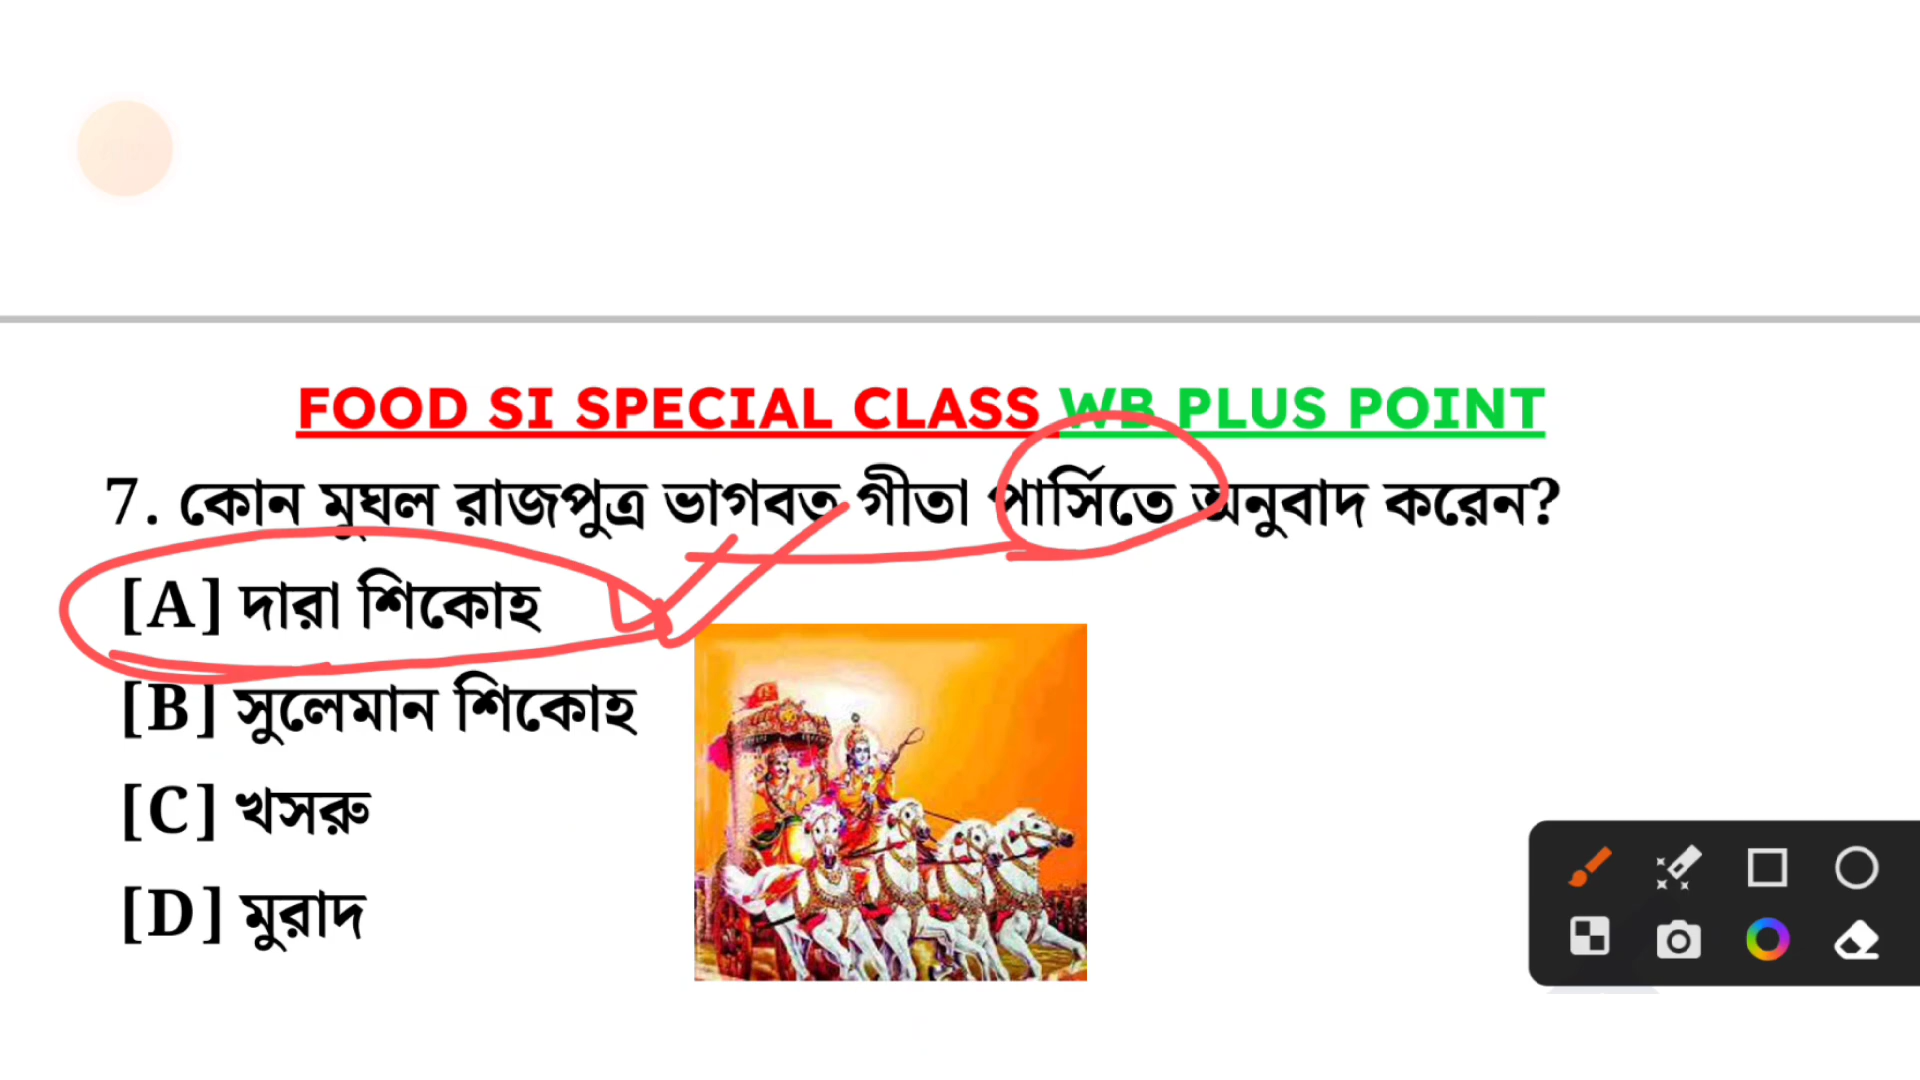 FOOD SI SPECIAL CLASS WB PLUS POINT
7. কোন মুঘল রাজপুত্র ভাগবত গীতা পার্সিতে অনুবাদ করেন?
[A] দারা শিকোহ
[B] সুলেমান শিকোহ
[C] খসরু
[D] মুরাদ